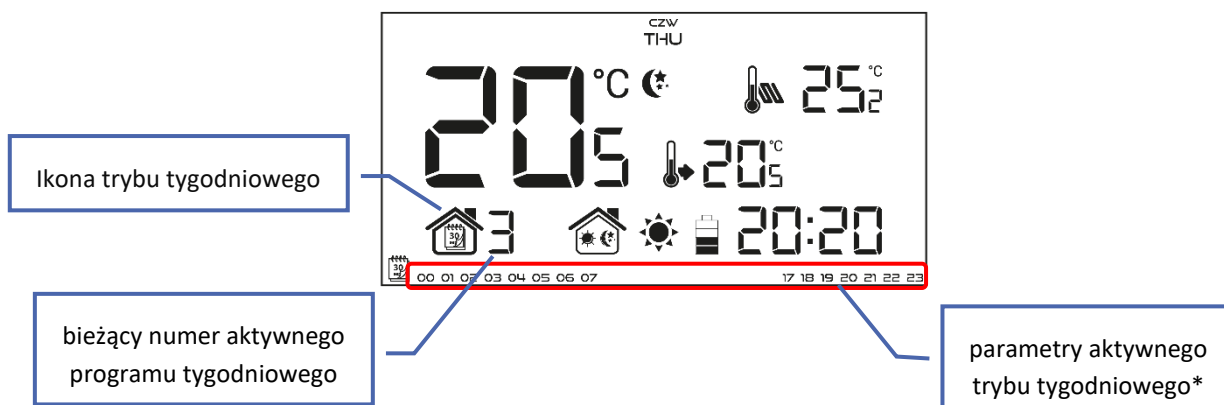 CZW
THU
20 5 °C
25 2 °C
20 5 °C
Ikona trybu tygodniowego
30
3
20:20
30
00 01 02 03 04 05 06 07 17 18 19 20 21 22 23
bieżący numer aktywnego
programu tygodniowego
parametry aktywnego
trybu tygodniowego*